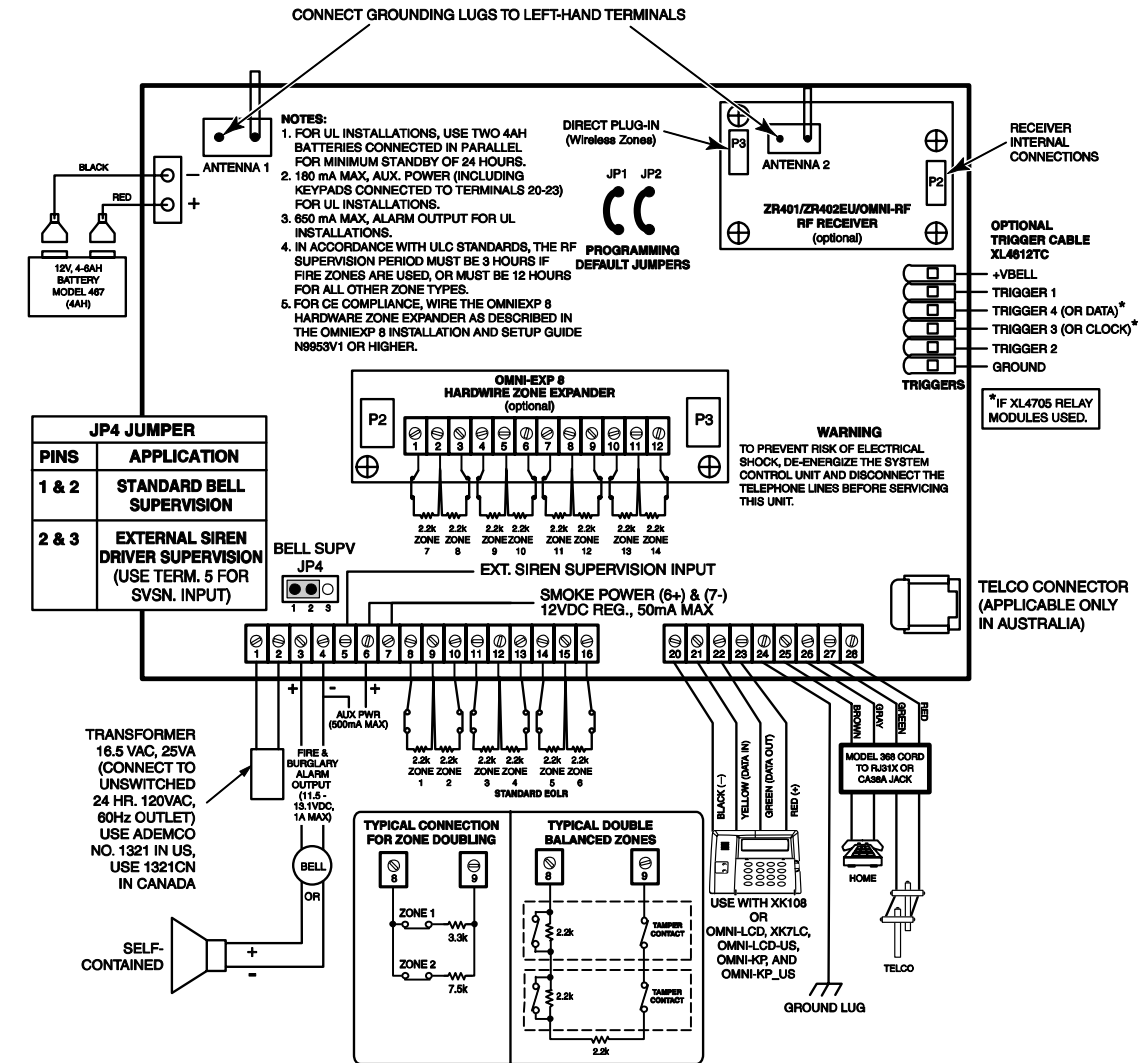 CONNECT GROUNDING LUGS TO LEFT-HAND TERMINALS
ANTENNA 1
BLACK
RED
–
+
12V, 4-6AH
BATTERY
MODEL 467
(4AH)
NOTES:
1. FOR UL INSTALLATIONS, USE TWO 4AH
BATTERIES CONNECTED IN PARALLEL
FOR MINIMUM STANDBY OF 24 HOURS.
2. 180 mA MAX, AUX. POWER (INCLUDING
KEYPADS CONNECTED TO TERMINALS 20-23)
FOR UL INSTALLATIONS.
3. 650 mA MAX, ALARM OUTPUT FOR UL
INSTALLATIONS.
4. IN ACCORDANCE WITH ULC STANDARDS, THE RF
SUPERVISION PERIOD MUST BE 3 HOURS IF
FIRE ZONES ARE USED, OR MUST BE 12 HOURS
FOR ALL OTHER ZONE TYPES.
5. FOR CE COMPLIANCE, WIRE THE OMNIEXP 8
HARDWARE ZONE EXPANDER AS DESCRIBED IN
THE OMNIEXP 8 INSTALLATION AND SETUP GUIDE
N9953V1 OR HIGHER.
DIRECT PLUG-IN
(Wireless Zones)
JP1 JP2
PROGRAMMING
DEFAULT JUMPERS
P3
ANTENNA 2
P2
ZR401/ZR402EU/OMNI-RF
RF RECEIVER
(optional)
RECEIVER
INTERNAL
CONNECTIONS
OPTIONAL
TRIGGER CABLE
XL4612TC
+VBELL
TRIGGER 1
TRIGGER 4 (OR DATA)*
TRIGGER 3 (OR CLOCK)*
TRIGGER 2
GROUND
TRIGGERS
*IF XL4705 RELAY
MODULES USED.
OMNI-EXP 8
HARDWIRE ZONE EXPANDER
(optional)
P2
P3
1 2 3 4 5 6 7 8 9 10 11 12
2.2k 2.2k 2.2k 2.2k 2.2k 2.2k 2.2k 2.2k
ZONE ZONE ZONE ZONE ZONE ZONE ZONE ZONE
7 8 9 10 11 12 13 14
WARNING
TO PREVENT RISK OF ELECTRICAL
SHOCK, DE-ENERGIZE THE SYSTEM
CONTROL UNIT AND DISCONNECT THE
TELEPHONE LINES BEFORE SERVICING
THIS UNIT.
JP4 JUMPER
PINS APPLICATION
1 & 2 STANDARD BELL
SUPERVISION
2 & 3 EXTERNAL SIREN
DRIVER SUPERVISION
(USE TERM. 5 FOR
SVSN. INPUT)
BELL SUPV
JP4
1 2 3
EXT. SIREN SUPERVISION INPUT
SMOKE POWER (6+) & (7-)
12VDC REG., 50mA MAX
TELCO CONNECTOR
(APPLICABLE ONLY
IN AUSTRALIA)
1 2 3 4 5 6 7 8 9 10 11 12 13 14 15 16
20 21 22 23 24 25 26 27 28
+ - +
AUX PWR
(500mA MAX)
TRANSFORMER
16.5 VAC, 25VA
(CONNECT TO
UNSWITCHED
24 HR. 120VAC,
60Hz OUTLET)
USE ADEMCO
NO. 1321 IN US,
USE 1321CN
IN CANADA
FIRE &
BURGLARY
ALARM
OUTPUT
(11.5 -
13.1VDC,
1A MAX)
BELL
OR
SELF-
CONTAINED
+
-
2.2k 2.2k 2.2k 2.2k 2.2k 2.2k
ZONE ZONE ZONE ZONE ZONE ZONE
1 2 3 4 5 6
STANDARD EOLR
TYPICAL CONNECTION
FOR ZONE DOUBLING
8 9
ZONE 1
3.3k
ZONE 2
7.5k
TYPICAL DOUBLE
BALANCED ZONES
8 9
2.2k
TAMPER
CONTACT
2.2k
TAMPER
CONTACT
2.2k
BLACK (–)
YELLOW (DATA IN)
GREEN (DATA OUT)
RED (+)
USE WITH XK108
OR
OMNI-LCD, XK7LC,
OMNI-LCD-US,
OMNI-KP, AND
OMNI-KP_US
GROUND LUG
BROWN
GRAY
GREEN
RED
MODEL 368 CORD
TO RJ31X OR
CA38A JACK
HOME
TELCO